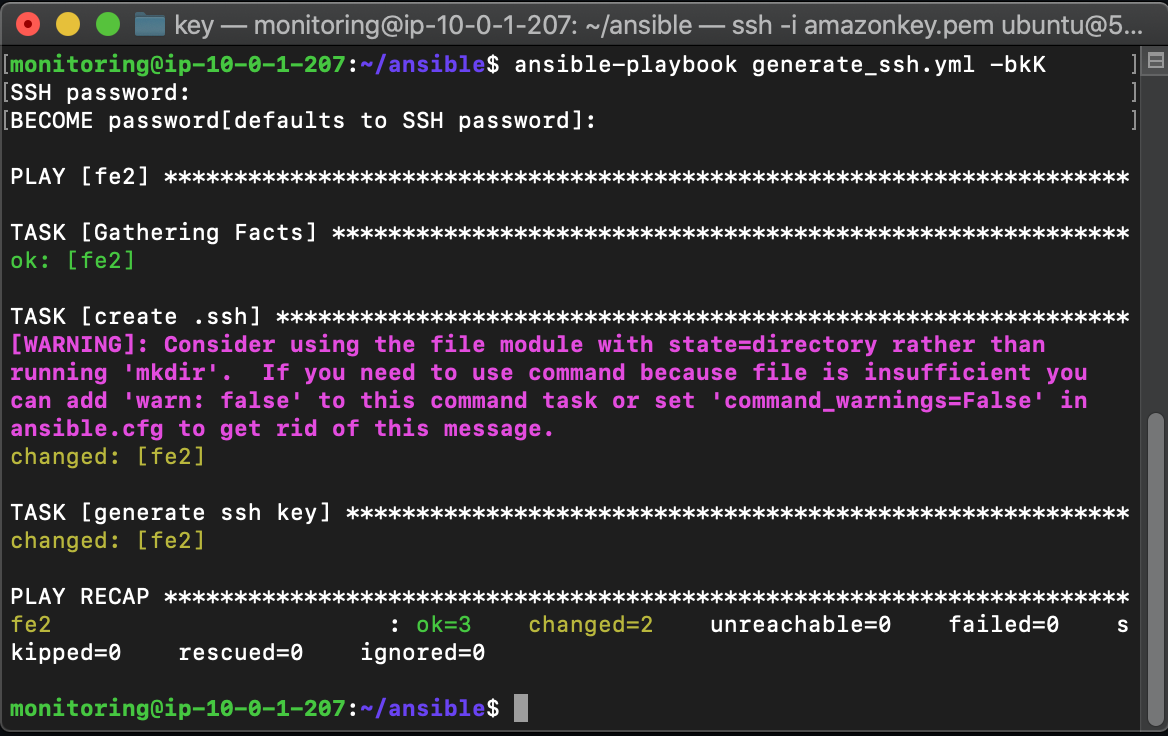 key — monitoring@ip-10-0-1-207: ~/ansible — ssh -i amazonkey.pem ubuntu@5...
[monitoring@ip-10-0-1-207:~/ansible$ ansible-playbook generate_ssh.yml -bkK ]
[SSH password: ]
[BECOME password[defaults to SSH password]: ]
PLAY [fe2] *********************************************************************
TASK [Gathering Facts] *********************************************************
ok: [fe2]
TASK [create .ssh] *************************************************************
[WARNING]: Consider using the file module with state=directory rather than
running 'mkdir'.  If you need to use command because file is insufficient you
can add 'warn: false' to this command task or set 'command_warnings=False' in
ansible.cfg to get rid of this message.
changed: [fe2]
TASK [generate ssh key] ********************************************************
changed: [fe2]
PLAY RECAP *********************************************************************
fe2                        : ok=3    changed=2    unreachable=0    failed=0    s
kipped=0    rescued=0    ignored=0
monitoring@ip-10-0-1-207:~/ansible$